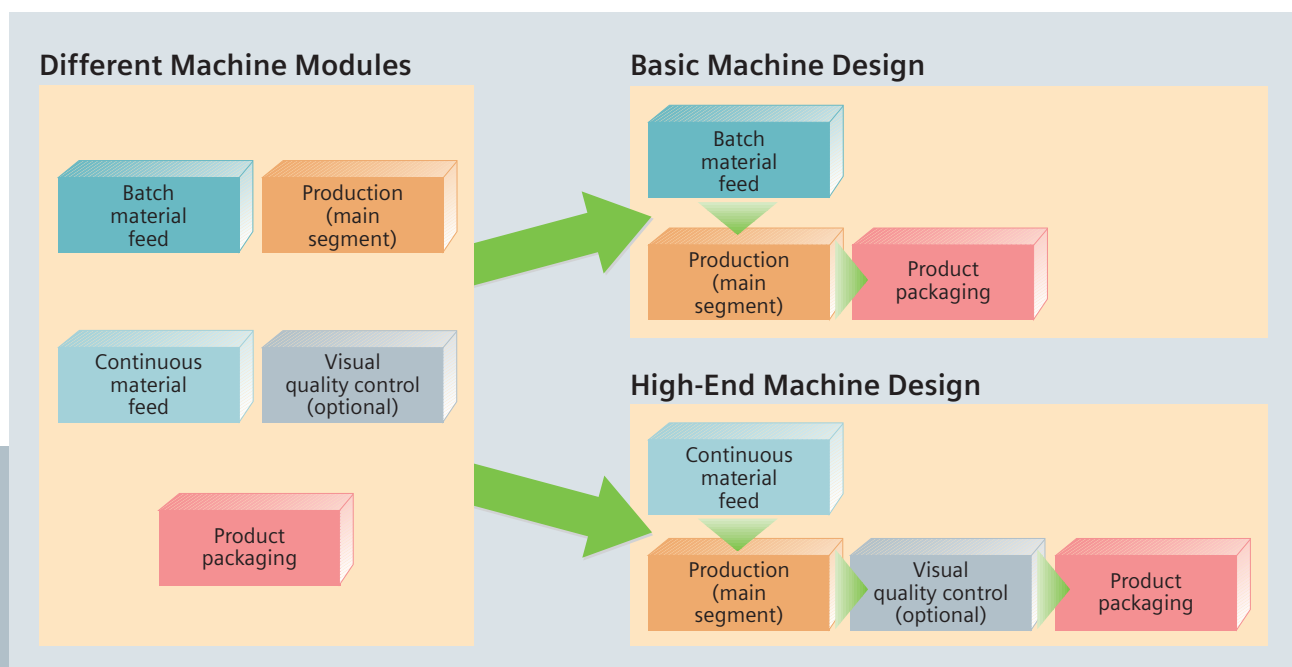 Different Machine Modules
Batch
material
feed
Production
(main
segment)
Continuous
material
feed
Visual
quality control
(optional)
Product
packaging
Basic Machine Design
Batch
material
feed
Production
(main
segment)
Product
packaging
High-End Machine Design
Continuous
material
feed
Production
(main
segment)
Visual
quality control
(optional)
Product
packaging